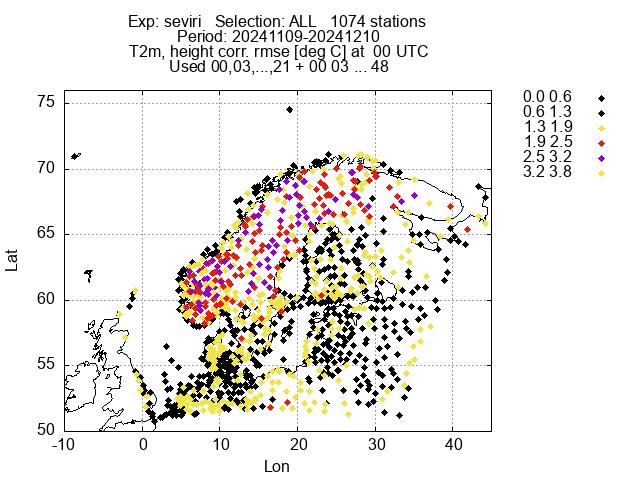 Exp: seviri Selection: ALL 1074 stations
Period: 20241109-20241210
T2m, height corr. rmse [deg C] at 00 UTC
Used 00,03,...,21 + 00 03 ... 48
0.0 0.6
0.6 1.3
1.3 1.9
1.9 2.5
2.5 3.2
3.2 3.8
75
70
65
60
55
50
Lat
-10 0 10 20 30 40
Lon